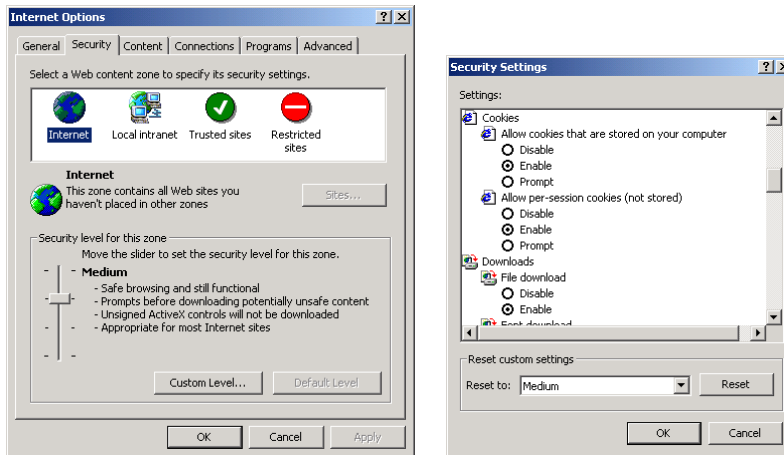 Internet Options
General Security Content Connections Programs Advanced
Select a Web content zone to specify its security settings.
Internet Local intranet Trusted sites Restricted
sites
Internet
This zone contains all Web sites you
haven't placed in other zones
Sites...
Security level for this zone
Move the slider to set the security level for this zone.
Medium
- Safe browsing and still functional
- Prompts before downloading potentially unsafe content
- Unsigned ActiveX controls will not be downloaded
- Appropriate for most Internet sites
Custom Level... Default Level
OK Cancel Apply
Security Settings
Settings:
Cookies
Allow cookies that are stored on your computer
Disable
Enable
Prompt
Allow per-session cookies (not stored)
Disable
Enable
Prompt
Downloads
File download
Disable
Enable
Font download
Reset custom settings
Reset to: Medium Reset
OK Cancel